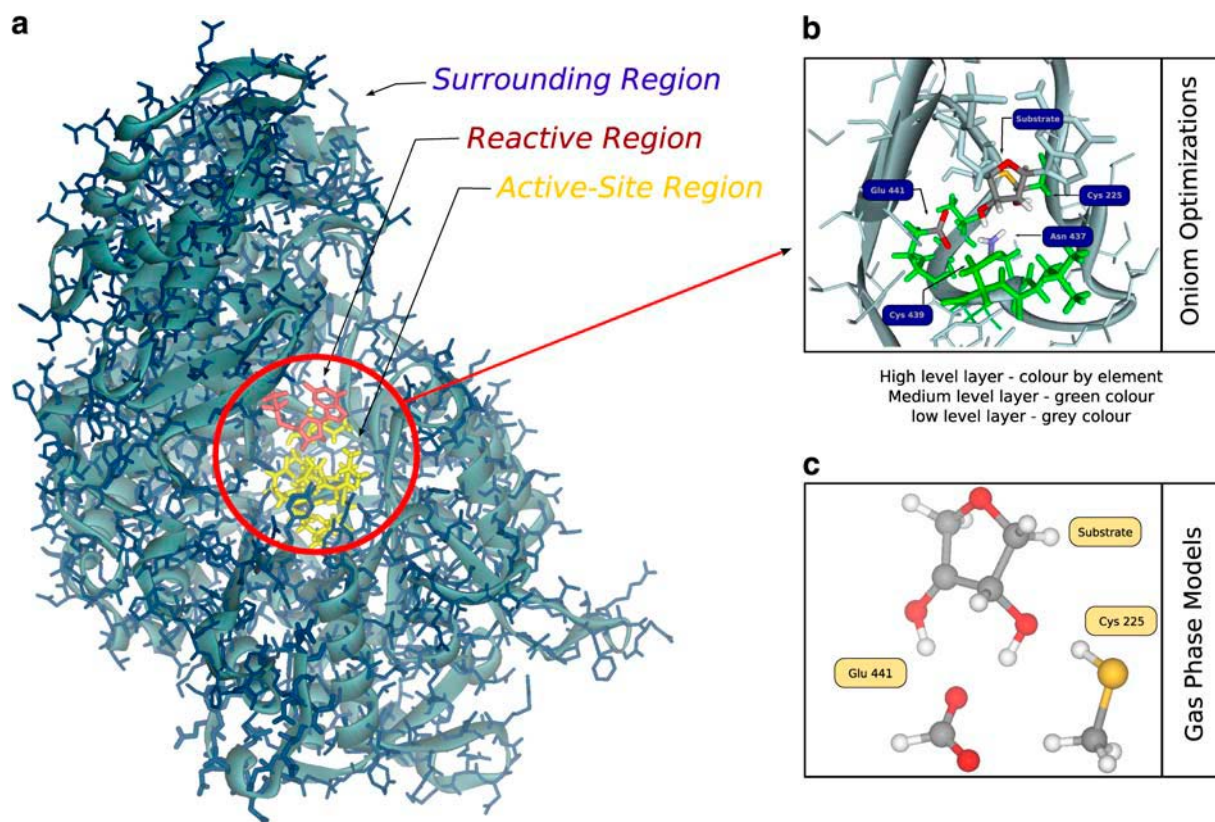 a
Surrounding Region
Reactive Region
Active-Site Region
b
Substrate
Glu 441
Cys 225
Asn 437
Cys 439
Oniom Optimizations
High level layer - colour by element
Medium level layer - green colour
low level layer - grey colour
c
Substrate
Cys 225
Glu 441
Gas Phase Models